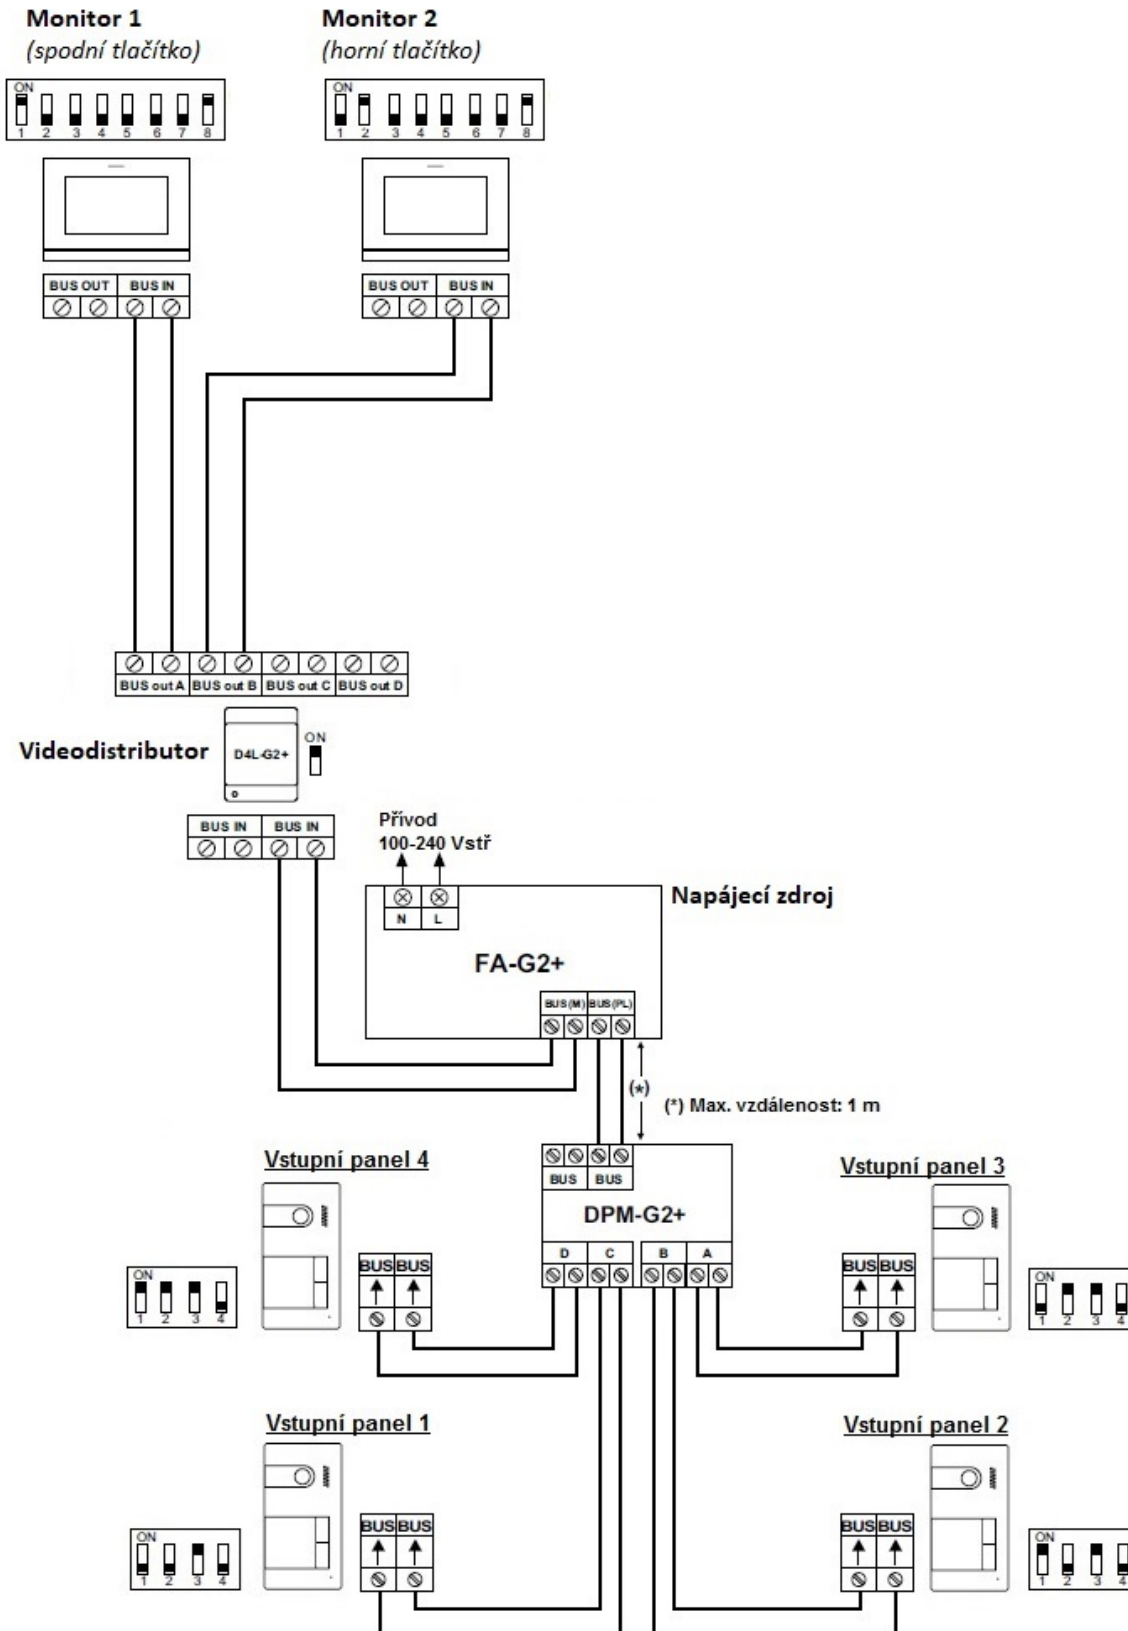 Monitor 1
(spodní tlačítko)
Monitor 2
(horní tlačítko)
ON
1 2 3 4 5 6 7 8
ON
1 2 3 4 5 6 7 8
BUS OUT BUS IN
BUS OUT BUS IN
BUS out A BUS out B BUS out C BUS out D
Videodistributor
D4L-G2+
ON
BUS IN BUS IN
Přívod
100-240 Vstř
N L
Napájecí zdroj
FA-G2+
BUS(M) BUS(PL)
(*)
(*) Max. vzdálenost: 1 m
BUS BUS
DPM-G2+
D C B A
Vstupní panel 4
BUS BUS
ON
1 2 3 4
Vstupní panel 3
BUS BUS
ON
1 2 3 4
Vstupní panel 1
BUS BUS
ON
1 2 3 4
Vstupní panel 2
BUS BUS
ON
1 2 3 4